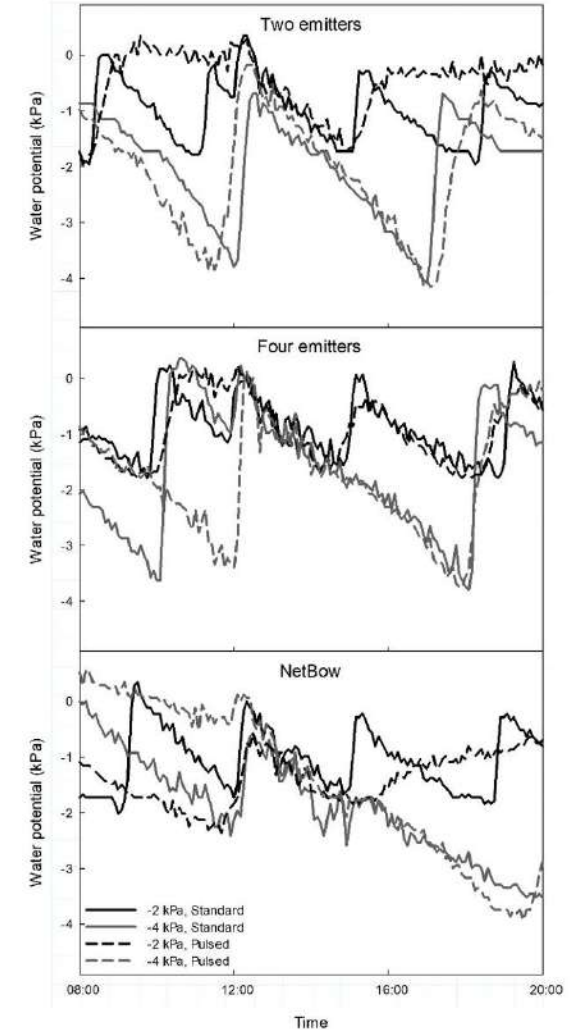 Two emitters
0
-1
-2
-3
-4
Water potential (kPa)
Four emitters
0
-1
-2
-3
-4
Water potential (kPa)
NetBow
0
-1
-2
-3
-4
Water potential (kPa)
-2 kPa, Standard
-4 kPa, Standard
-2 kPa, Pulsed
-4 kPa, Pulsed
08:00 12:00 16:00 20:00
Time